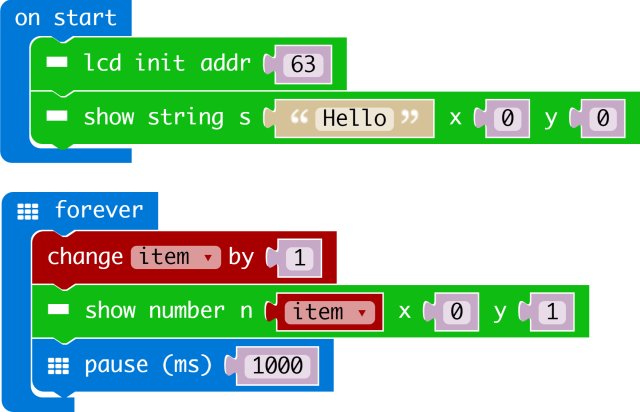 on start
lcd init addr 63
show string s “ Hello ” x 0 y 0
forever
change item by 1
show number n item x 0 y 1
pause (ms) 1000